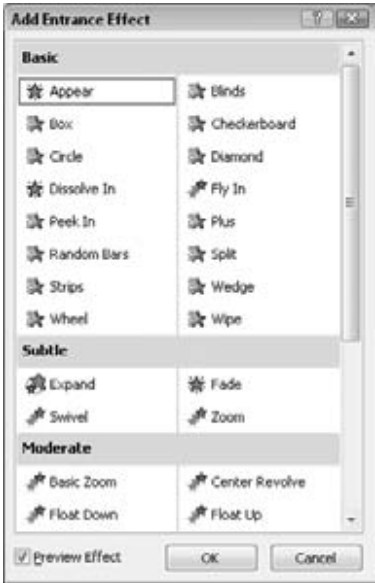 Add Entrance Effect
Basic
Appear Blinds
Box Checkerboard
Circle Diamond
Dissolve In Fly In
Peek In Plus
Random Bars Split
Strips Wedge
Wheel Wipe
Subtle
Expand Fade
Swivel Zoom
Moderate
Basic Zoom Center Revolve
Float Down Float Up
Preview Effect OK Cancel